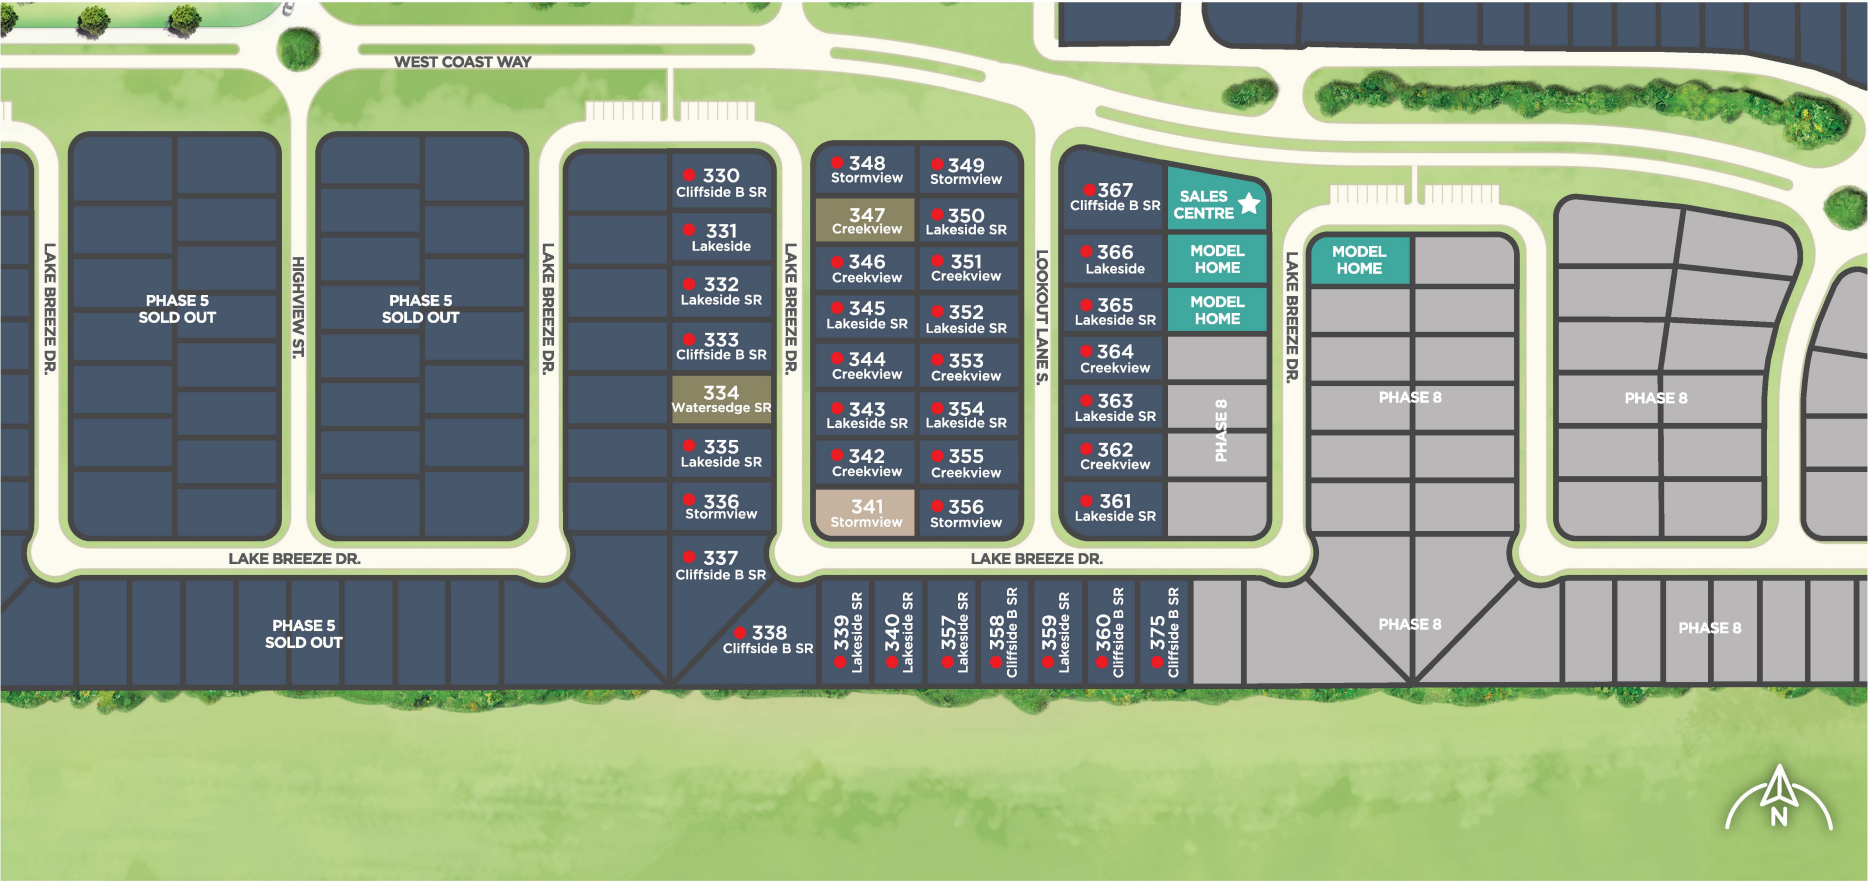 WEST COAST WAY
LAKE BREEZE DR.
PHASE 5
SOLD OUT
HIGHVIEW ST.
PHASE 5
SOLD OUT
LAKE BREEZE DR.
330
Cliffside B SR
331
Lakeside
332
Lakeside SR
333
Cliffside B SR
334
Watersedge SR
335
Lakeside SR
336
Stormview
337
Cliffside B SR
338
Cliffside B SR
LAKE BREEZE DR.
348
Stormview
347
Creekview
346
Creekview
345
Lakeside SR
344
Creekview
343
Lakeside SR
342
Creekview
341
Stormview
349
Stormview
350
Lakeside SR
351
Creekview
352
Lakeside SR
353
Creekview
354
Lakeside SR
355
Creekview
356
Stormview
LOOKOUT LANE S.
367
Cliffside B SR
366
Lakeside
365
Lakeside SR
364
Creekview
363
Lakeside SR
362
Creekview
361
Lakeside SR
SALES
CENTRE
MODEL
HOME
MODEL
HOME
PHASE 8
LAKE BREEZE DR.
MODEL
HOME
PHASE 8
PHASE 8
LAKE BREEZE DR.
LAKE BREEZE DR.
PHASE 5
SOLD OUT
339
Lakeside SR
340
Lakeside SR
357
Lakeside SR
358
Cliffside B SR
359
Lakeside SR
360
Cliffside B SR
375
Cliffside B SR
PHASE 8
PHASE 8
N